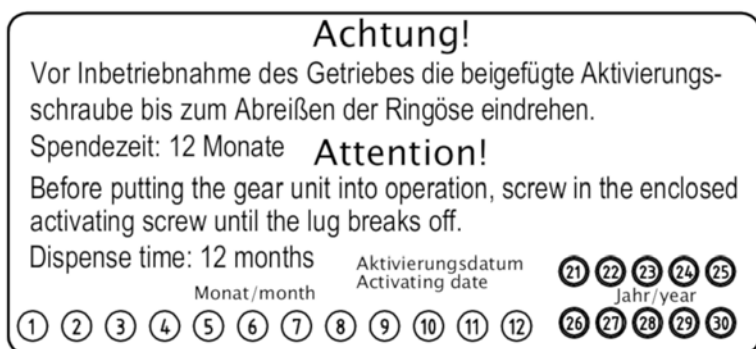 Achtung!
Vor Inbetriebnahme des Getriebes die beigefügte Aktivierungs-
schraube bis zum Abreißen der Ringöse eindrehen.
Spendezeit: 12 Monate
Attention!
Before putting the gear unit into operation, screw in the enclosed
activating screw until the lug breaks off.
Dispense time: 12 months
Aktivierungsdatum
Activating date
21 22 23 24 25
Monat/month
Jahr/year
1 2 3 4 5 6 7 8 9 10 11 12
26 27 28 29 30